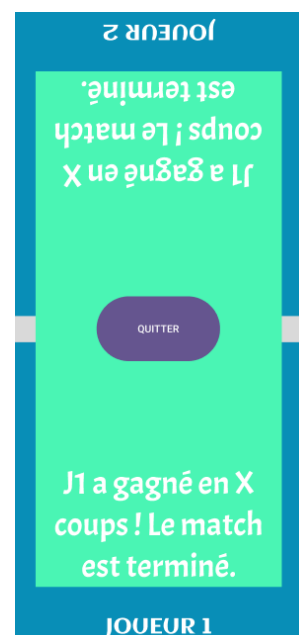 JOUEUR 2
J1 a gagné en X
coups ! Le match
est terminé.
QUITTER
J1 a gagné en X
coups ! Le match
est terminé.
JOUEUR 1